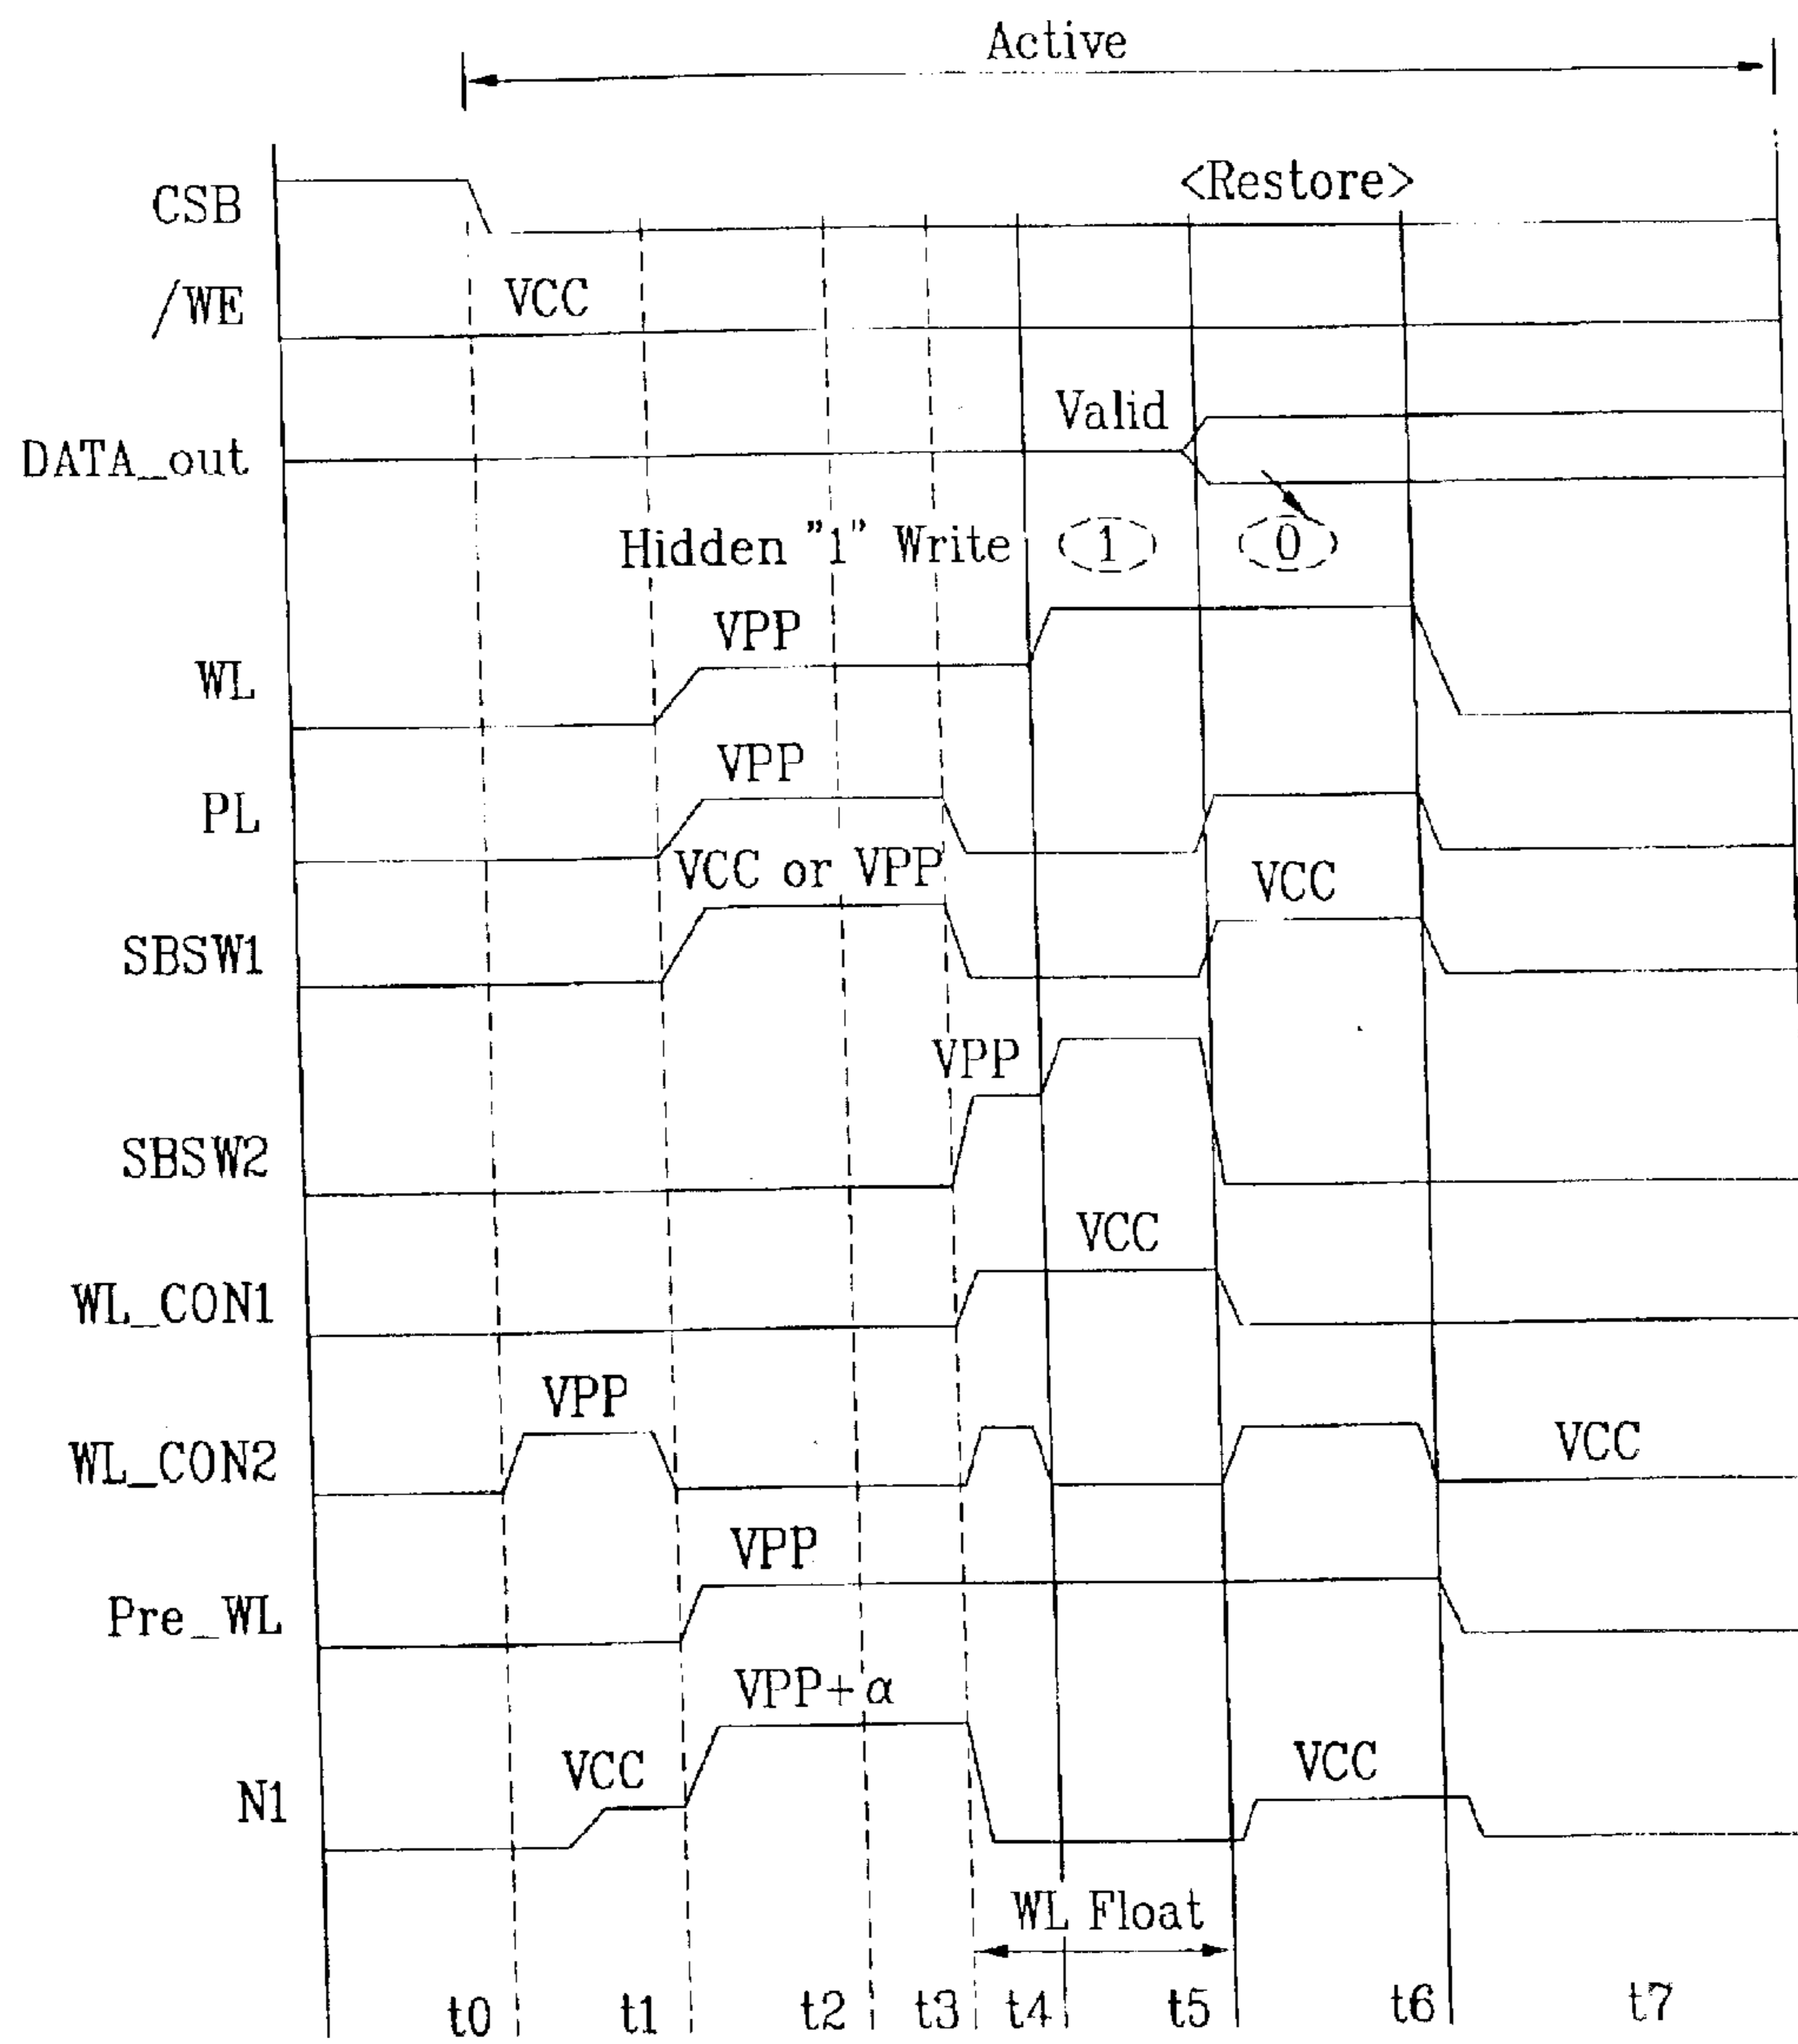 Active
<Restore>
CSB
/WE
VCC
Valid
DATA_out
Hidden "1" Write
1
0
VPP
WL
VPP
PL
VCC or VPP
VCC
SBSW1
VPP
SBSW2
VCC
WL_CON1
VPP
WL_CON2
VCC
VPP
Pre_WL
VPP+α
VCC
VCC
N1
WL Float
t0 t1 t2 t3 t4 t5 t6 t7